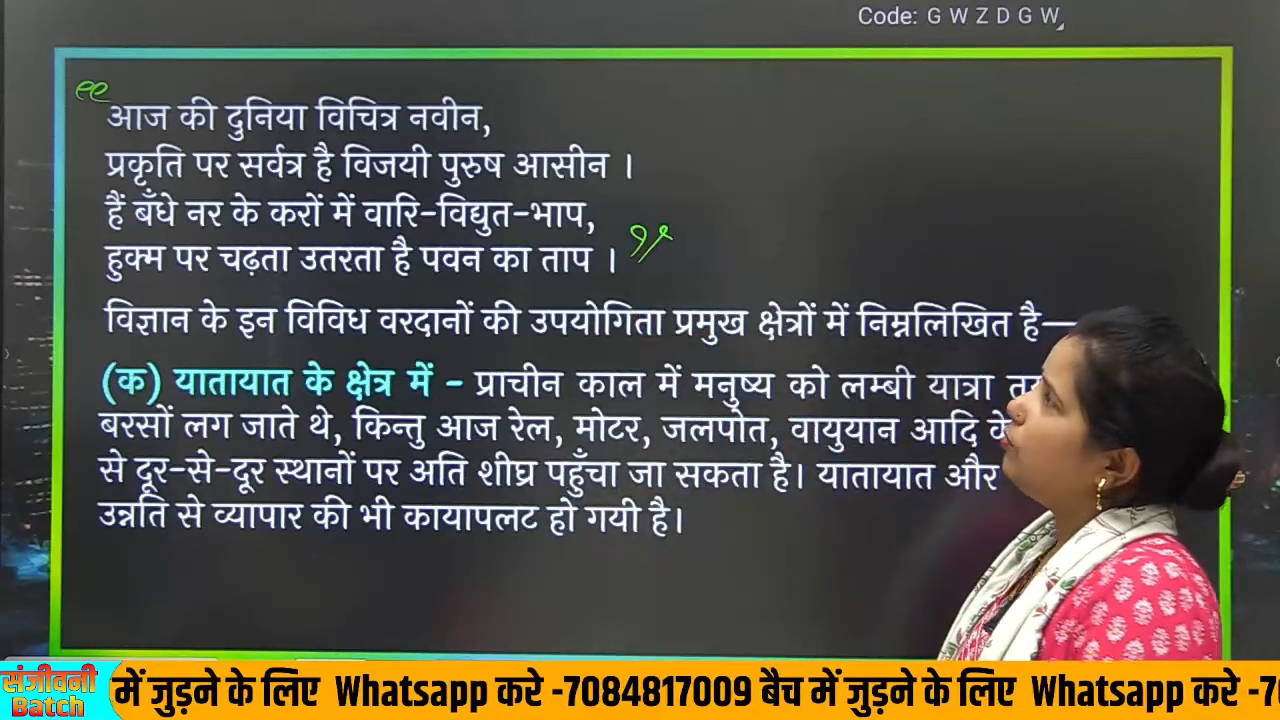 Code: G W Z D G W
आज की दुनिया विचित्र नवीन,
प्रकृति पर सर्वत्र है विजयी पुरुष आसीन ।
हैं बँधे नर के करों में वारि-विद्युत-भाप,
हुक्म पर चढ़ता उतरता है पवन का ताप ।
विज्ञान के इन विविध वरदानों की उपयोगिता प्रमुख क्षेत्रों में निम्नलिखित है—
(क) यातायात के क्षेत्र में - प्राचीन काल में मनुष्य को लम्बी यात्रा
बरसों लग जाते थे, किन्तु आज रेल, मोटर, जलपोत, वायुयान आदि
से दूर-से-दूर स्थानों पर अति शीघ्र पहुँचा जा सकता है। यातायात और
उन्नति से व्यापार की भी कायापलट हो गयी है।
संजीवनी
Batch
में जुड़ने के लिए Whatsapp करे -7084817009 बैच में जुड़ने के लिए Whatsapp करे -7